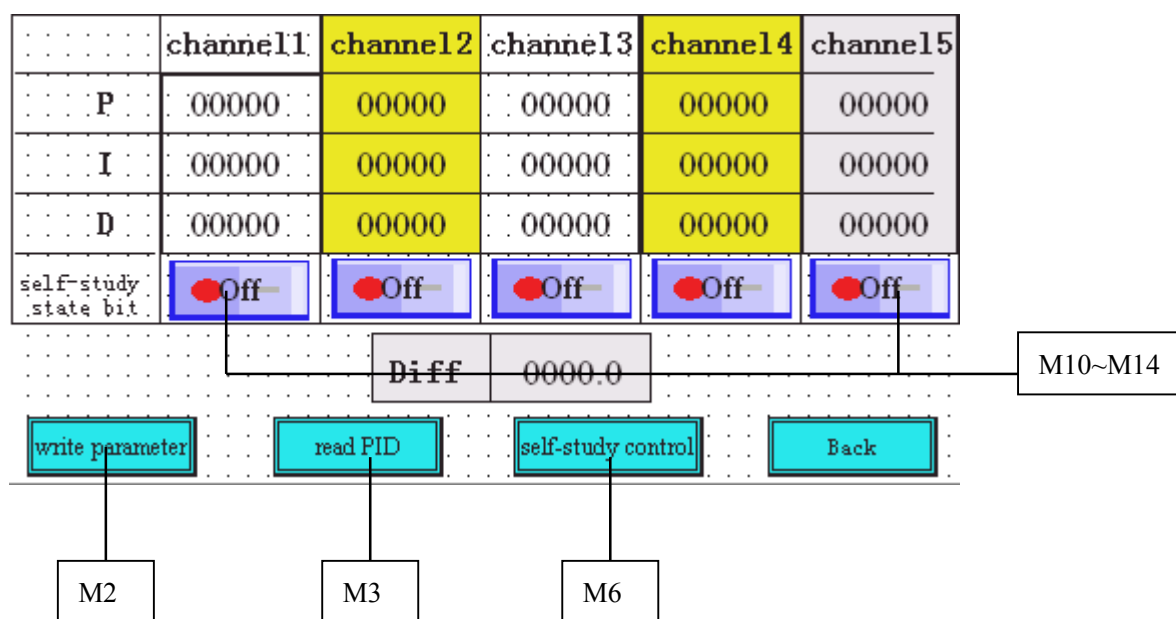 channel1 channel2 channel3 channel4 channel5
P 00000 00000 00000 00000 00000
I 00000 00000 00000 00000 00000
D 00000 00000 00000 00000 00000
self-study
state bit
Off Off Off Off Off
Diff 0000.0
M10~M14
write parameter read PID self-study control Back
M2 M3 M6